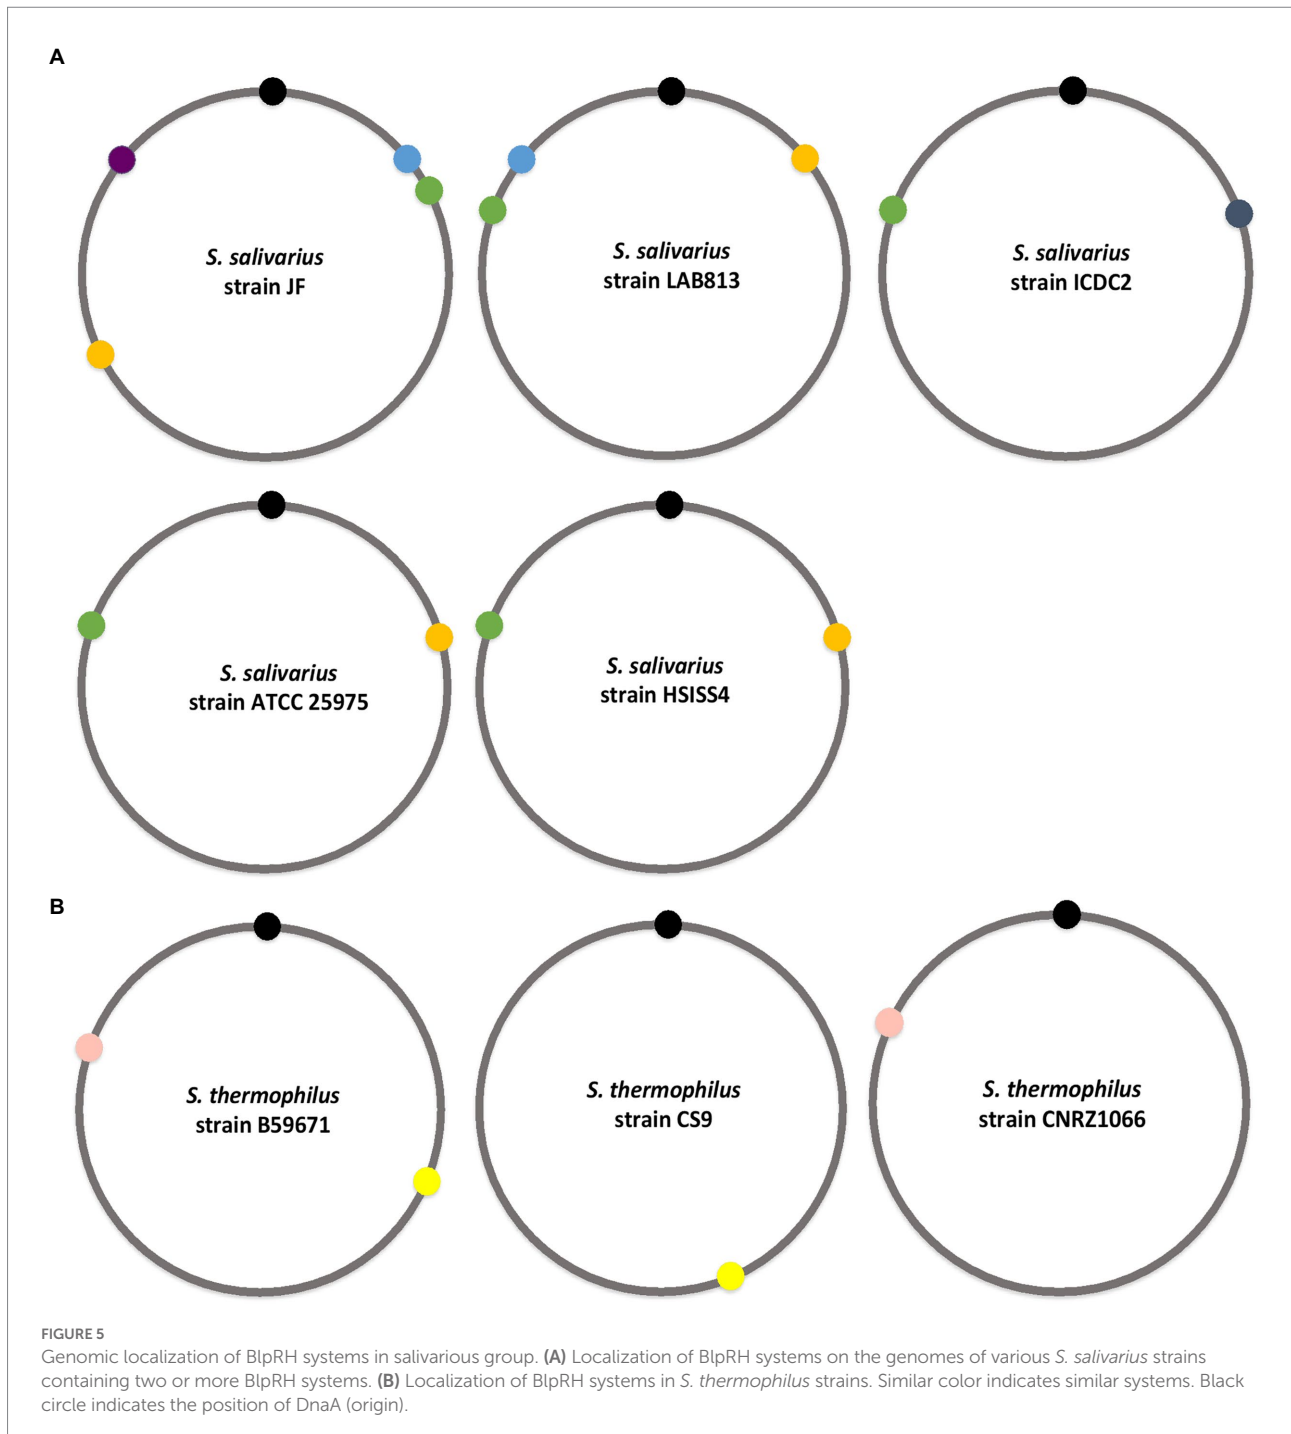 A
S. salivarius
strain JF
S. salivarius
strain LAB813
S. salivarius
strain ICDC2
S. salivarius
strain ATCC 25975
S. salivarius
strain HSISS4
B
S. thermophilus
strain B59671
S. thermophilus
strain CS9
S. thermophilus
strain CNRZ1066
FIGURE 5
Genomic localization of BlpRH systems in salivarious group. (A) Localization of BlpRH systems on the genomes of various S. salivarius strains
containing two or more BlpRH systems. (B) Localization of BlpRH systems in S. thermophilus strains. Similar color indicates similar systems. Black
circle indicates the position of DnaA (origin).